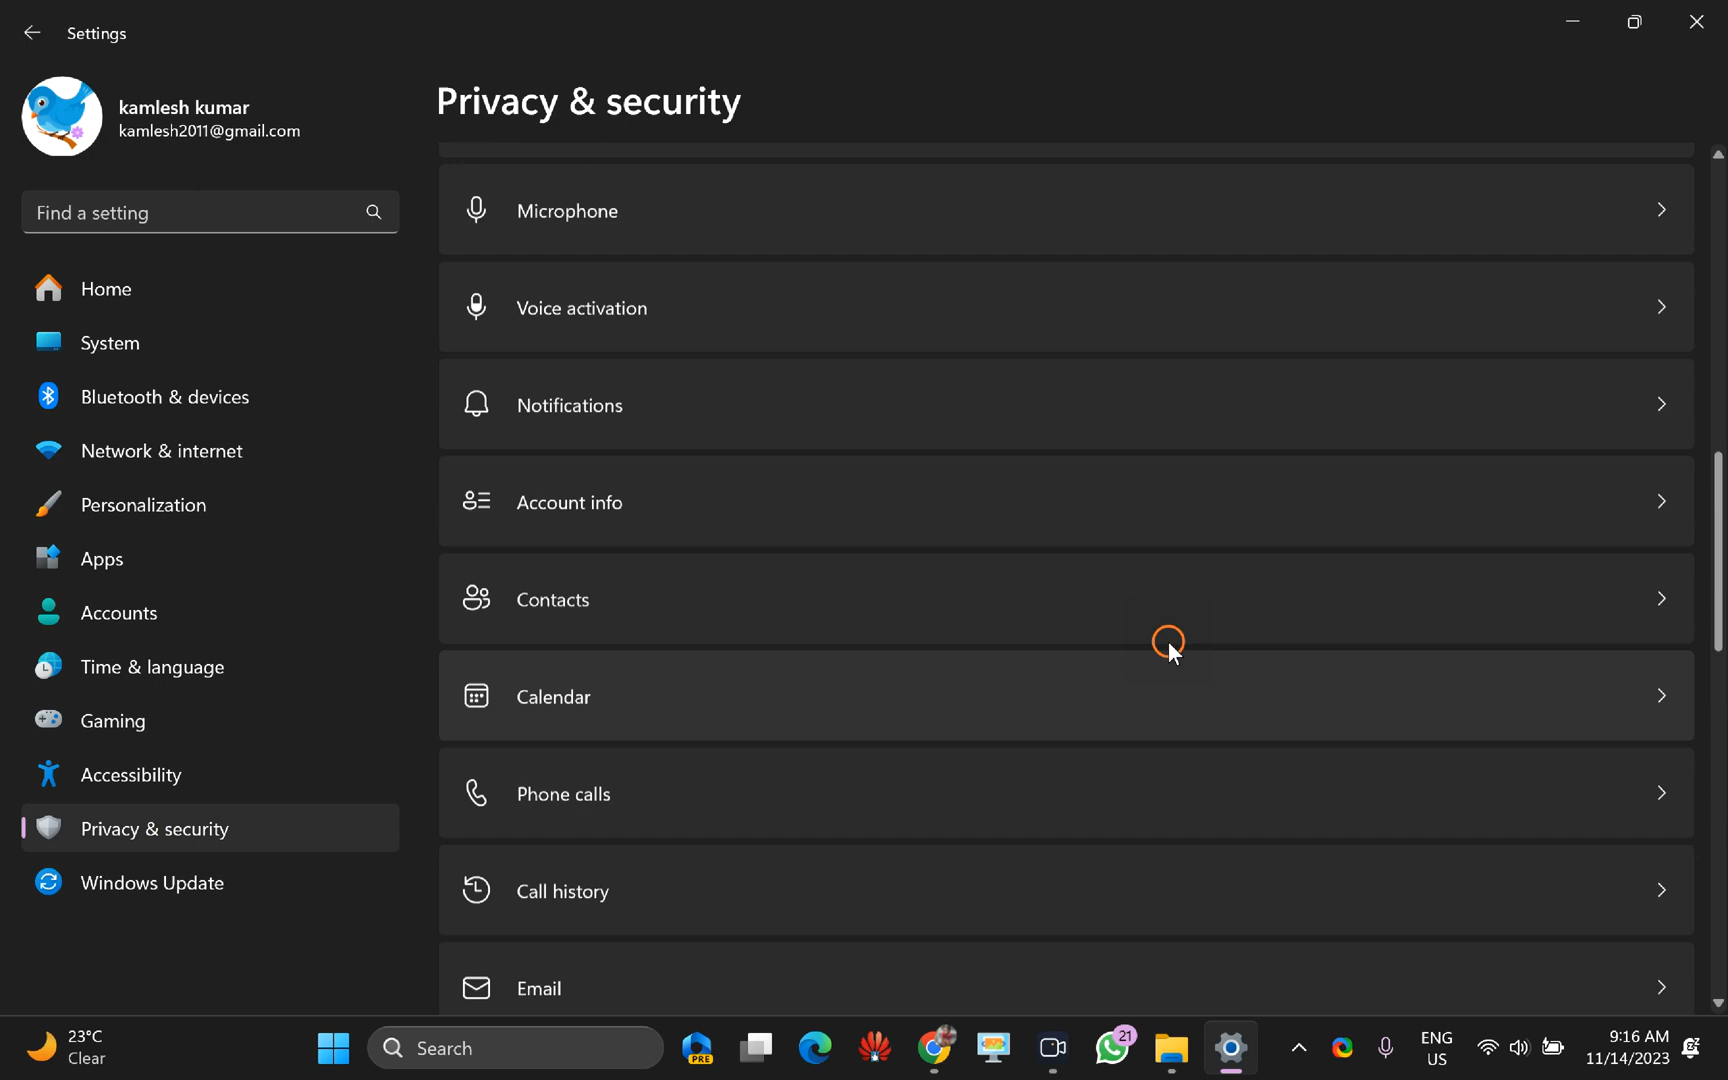 Settings
kamlesh kumar
kamlesh2011@gmail.com
Find a setting
Home
System
Bluetooth & devices
Network & internet
Personalization
Apps
Accounts
Time & language
Gaming
Accessibility
Privacy & security
Windows Update
Privacy & security
Microphone
Voice activation
Notifications
Account info
Contacts
Calendar
Phone calls
Call history
Email
23°C
Clear
Search
PRE
21
ENG
US
9:16 AM
11/14/2023